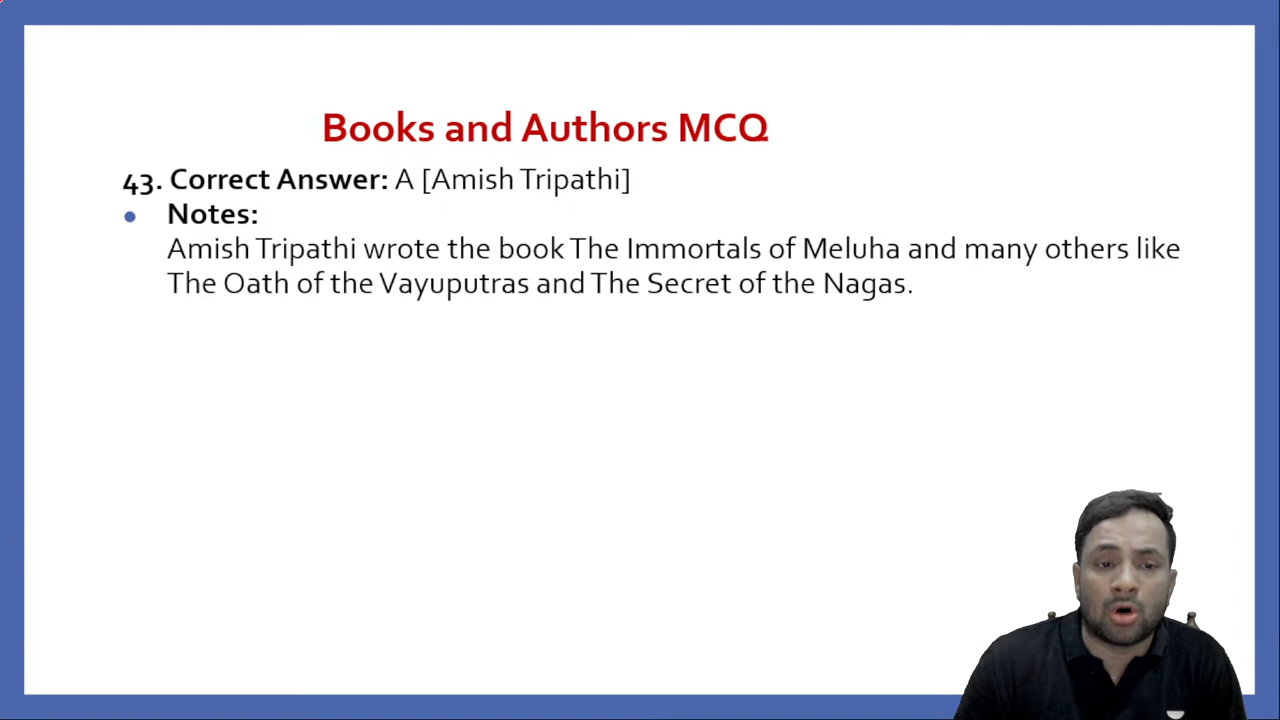 Books and Authors MCQ
43. Correct Answer: A [Amish Tripathi]
• Notes:
Amish Tripathi wrote the book The Immortals of Meluha and many others like
The Oath of the Vayuputras and The Secret of the Nagas.